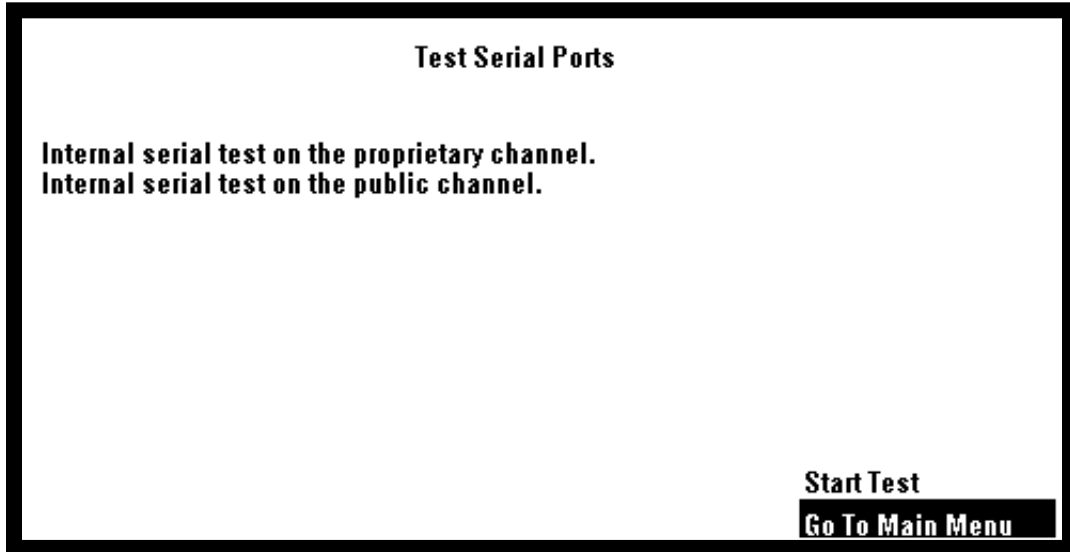 Test Serial Ports
Internal serial test on the proprietary channel.
Internal serial test on the public channel.
Start Test
Go To Main Menu